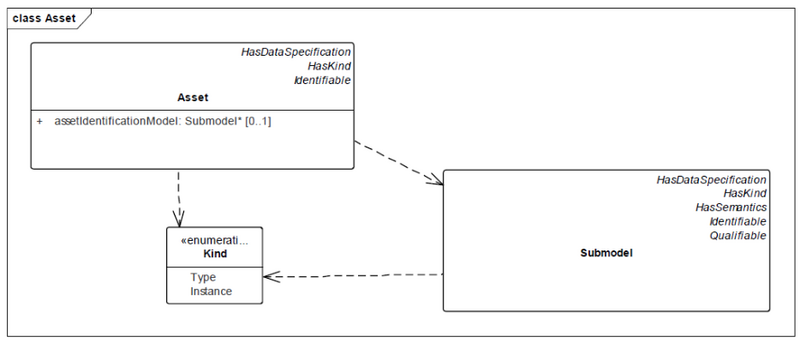 class Asset
HasDataSpecification
HasKind
Identifiable
Asset
+ assetIdentificationModel: Submodel* [0..1]
HasDataSpecification
HasKind
HasSemantics
Identifiable
Qualifiable
Submodel
«enumerati...
Kind
Type
Instance